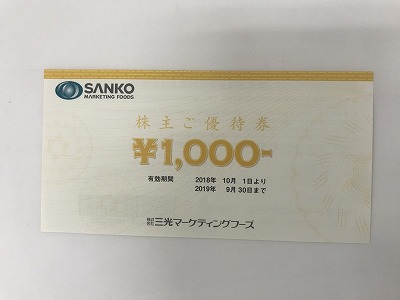 SANKO
MARKETING FOODS
株主ご優待券
¥1,000-
有効期間 2018年 10月 1日より
2019年 9月30日まで
株式会社三光マーケティングフーズ